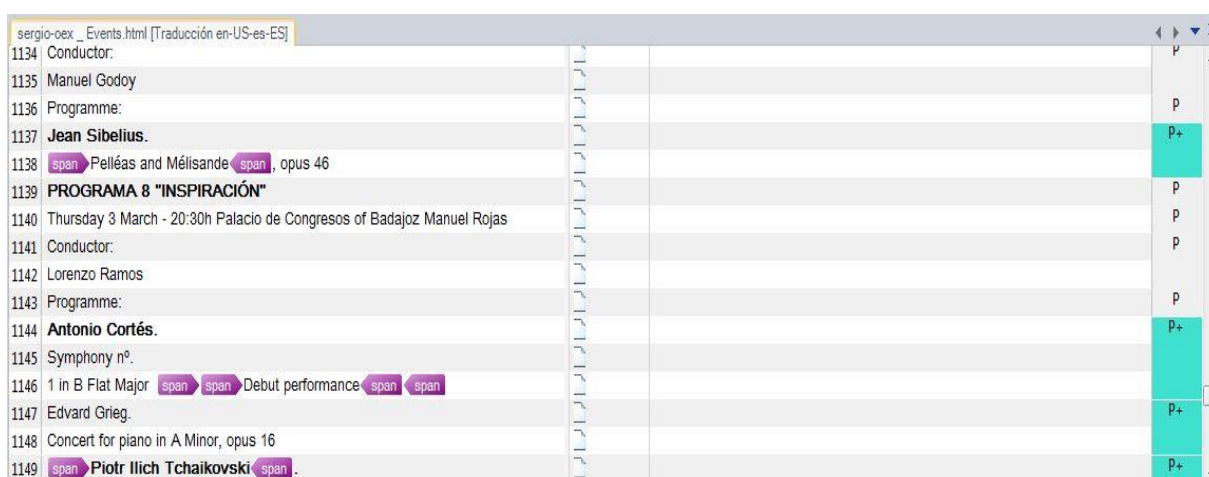 sergio-oex _ Events.html [Traducción en-US-es-ES]
1134 Conductor: P
1135 Manuel Godoy
1136 Programme: P
1137 Jean Sibelius. P+
1138 span Pelléas and Mélisande span , opus 46
1139 PROGRAMA 8 "INSPIRACIÓN" P
1140 Thursday 3 March - 20:30h Palacio de Congresos of Badajoz Manuel Rojas P
1141 Conductor: P
1142 Lorenzo Ramos
1143 Programme: P
1144 Antonio Cortés. P+
1145 Symphony nº.
1146 1 in B Flat Major span span Debut performance span span
1147 Edvard Grieg. P+
1148 Concert for piano in A Minor, opus 16
1149 span Piotr Ilich Tchaikovski span . P+